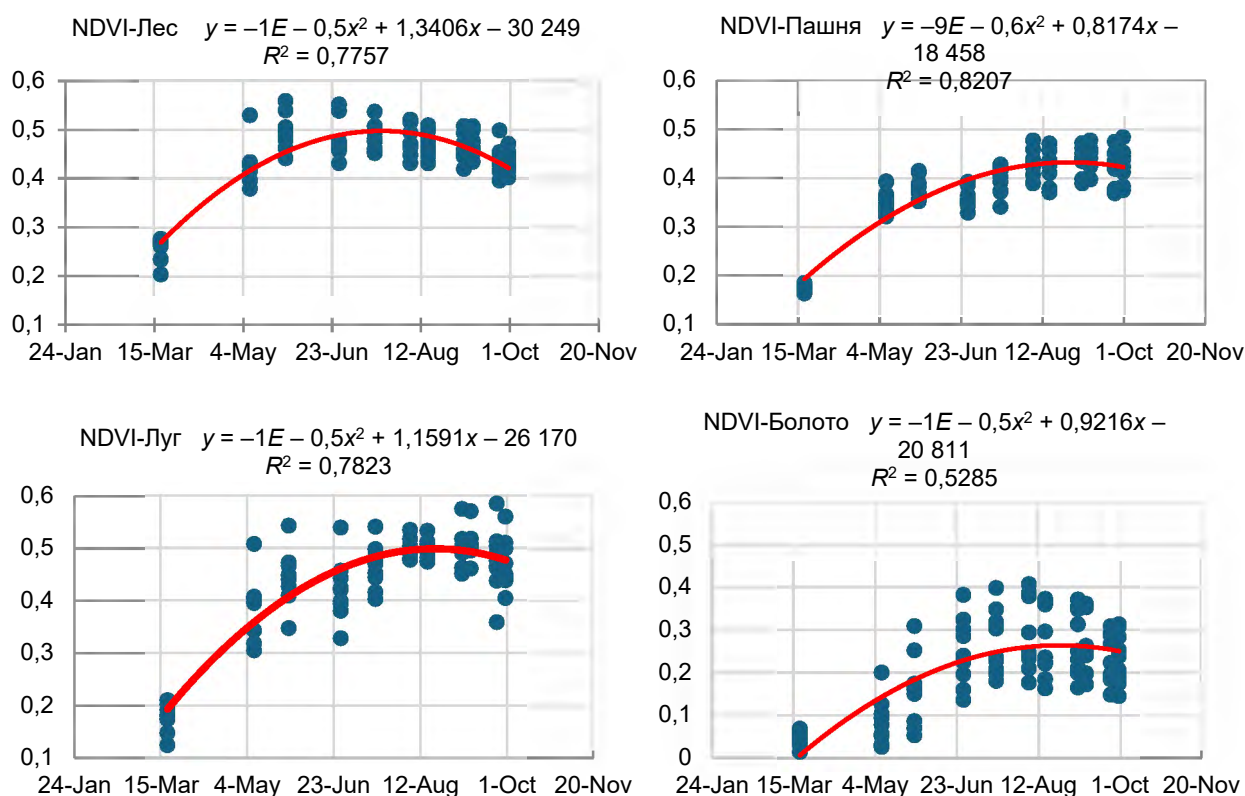 NDVI-Лес y = –1E – 0,5x² + 1,3406x – 30 249
R² = 0,7757
0,6
0,5
0,4
0,3
0,2
0,1
24-Jan 15-Mar 4-May 23-Jun 12-Aug 1-Oct 20-Nov
NDVI-Пашня y = –9E – 0,6x² + 0,8174x –
18 458
R² = 0,8207
0,6
0,5
0,4
0,3
0,2
0,1
24-Jan 15-Mar 4-May 23-Jun 12-Aug 1-Oct 20-Nov
NDVI-Луг y = –1E – 0,5x² + 1,1591x – 26 170
R² = 0,7823
0,6
0,5
0,4
0,3
0,2
0,1
24-Jan 15-Mar 4-May 23-Jun 12-Aug 1-Oct 20-Nov
NDVI-Болото y = –1E – 0,5x² + 0,9216x –
20 811
R² = 0,5285
0,6
0,5
0,4
0,3
0,2
0,1
0
24-Jan 15-Mar 4-May 23-Jun 12-Aug 1-Oct 20-Nov